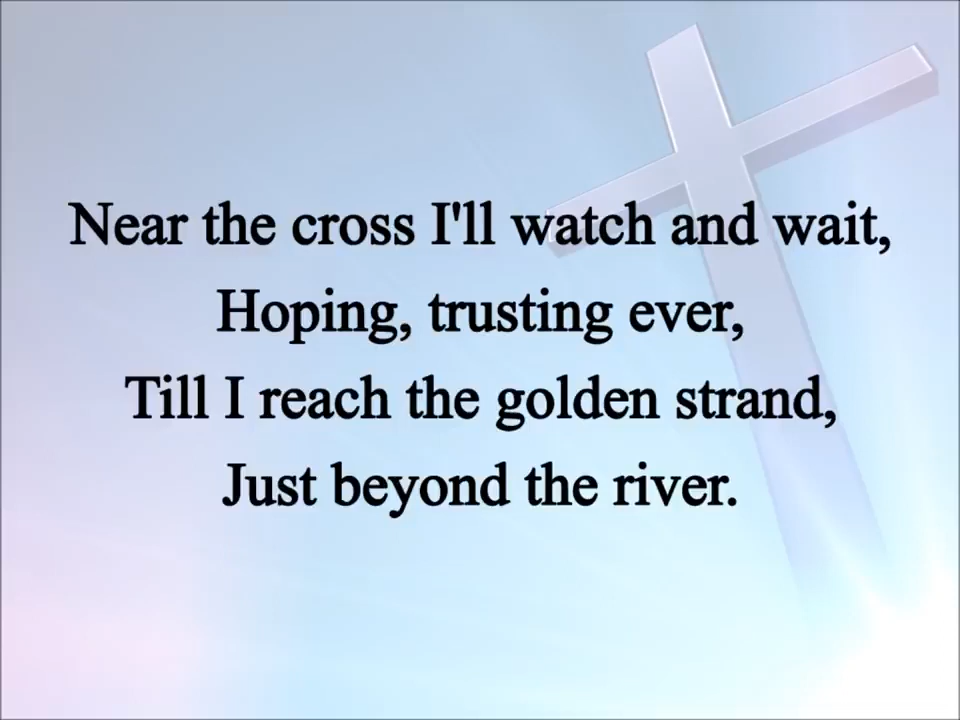 Near the cross I'll watch and wait,
Hoping, trusting ever,
Till I reach the golden strand,
Just beyond the river.